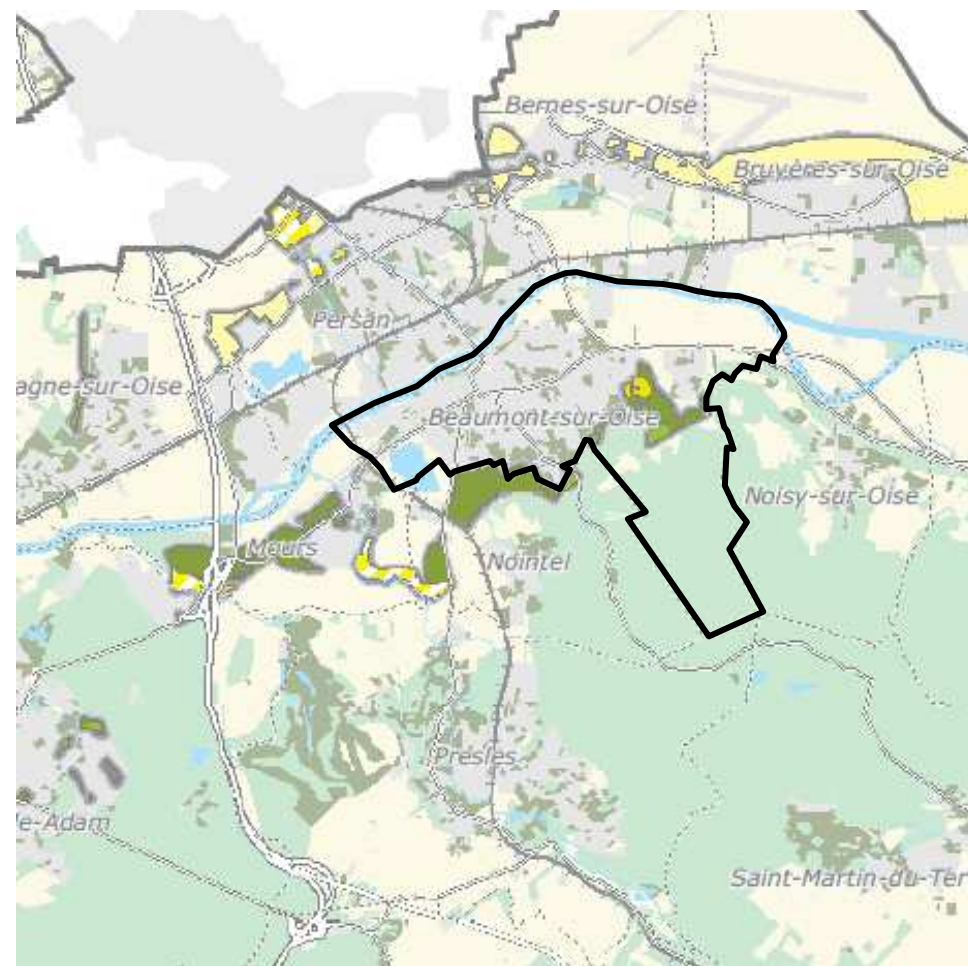 Bernes-sur-Oise
Bruyères-sur-Oise
Persan
agne-sur-Oise
Beaumont-sur-Oise
Noisy-sur-Oise
Mours
Nointel
Presles
le-Adam
Saint-Martin-du-Ter